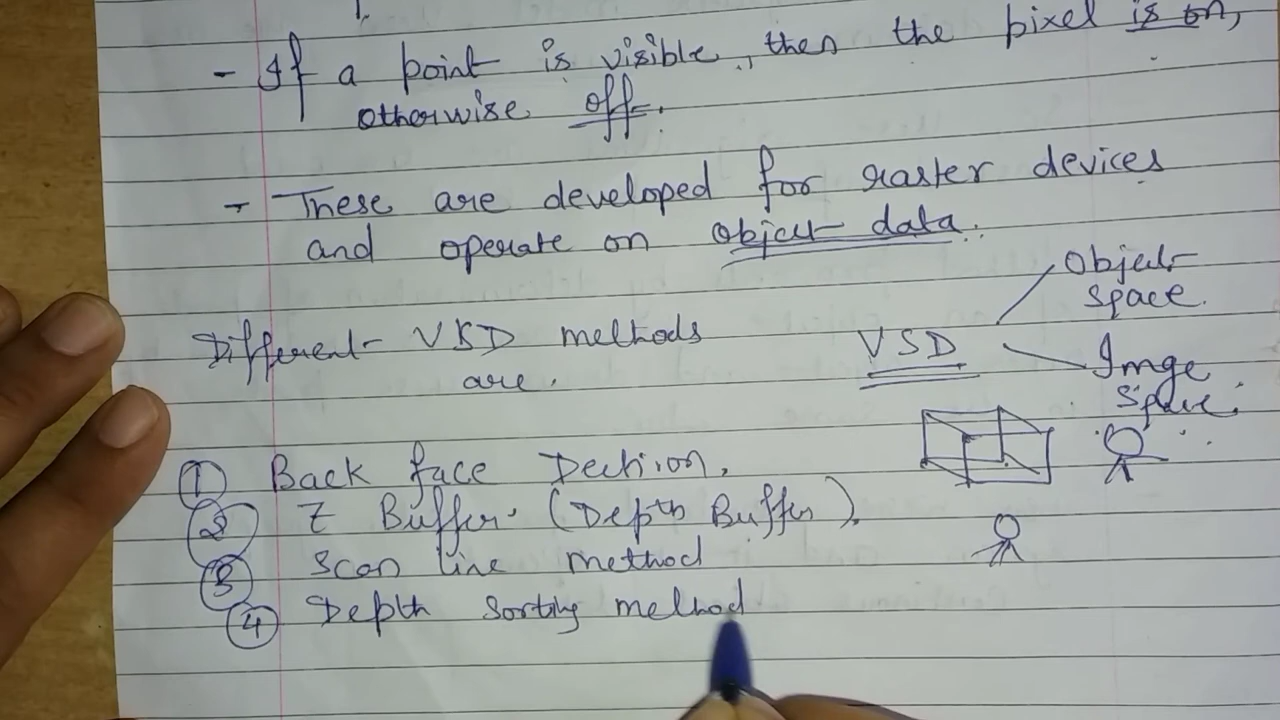 - If a point is visible, then the pixel is on,
otherwise off.
- These are developed for raster devices
and operate on object data.
Object
space.
Different VSD methods
are.
VSD
Imge
Space.
① Back face Dection.
② Z Buffer. (Depth Buffer).
③ Scan line method
④ Depth Sorting method